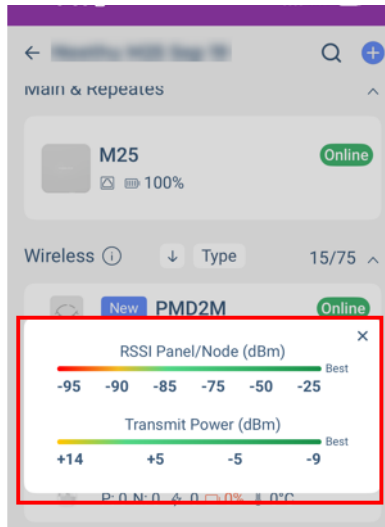 Main & Repeates
M25
Online
100%
Wireless
Type
15/75
New
PMD2M
Online
RSSI Panel/Node (dBm)
Best
-95 -90 -85 -75 -50 -25
Transmit Power (dBm)
Best
+14 +5 -5 -9
P: 0 N: 0 0 0% 0°C